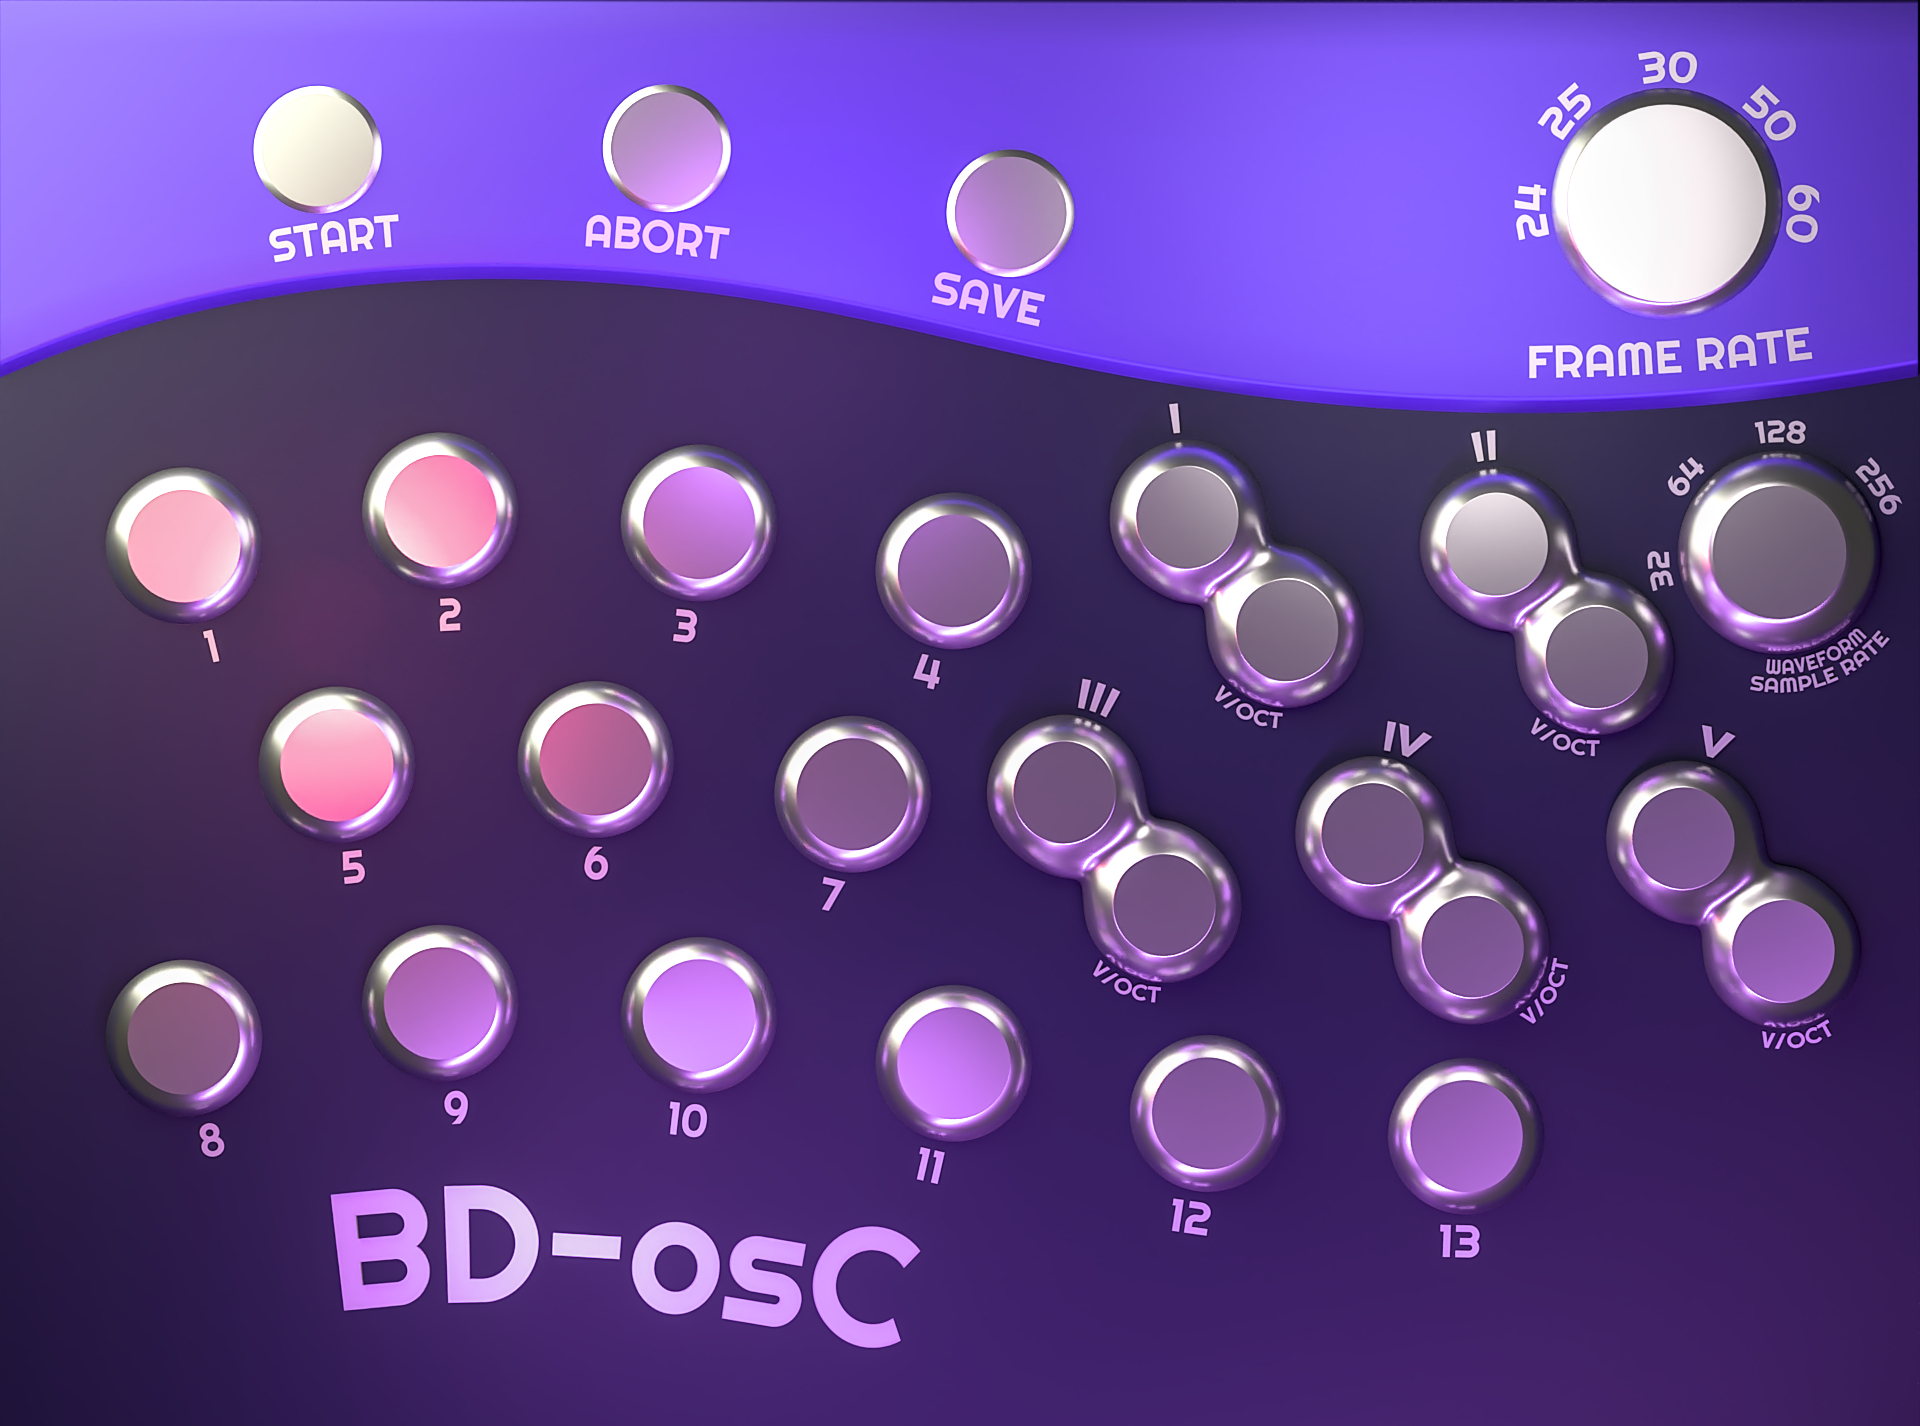 START
ABORT
SAVE
24
25
30
50
60
FRAME RATE
1
2
3
4
I
V/OCT
II
V/OCT
32
64
128
256
WAVEFORM
SAMPLE RATE
5
6
7
III
V/OCT
IV
V/OCT
V
V/OCT
8
9
10
11
12
13
BD-osC